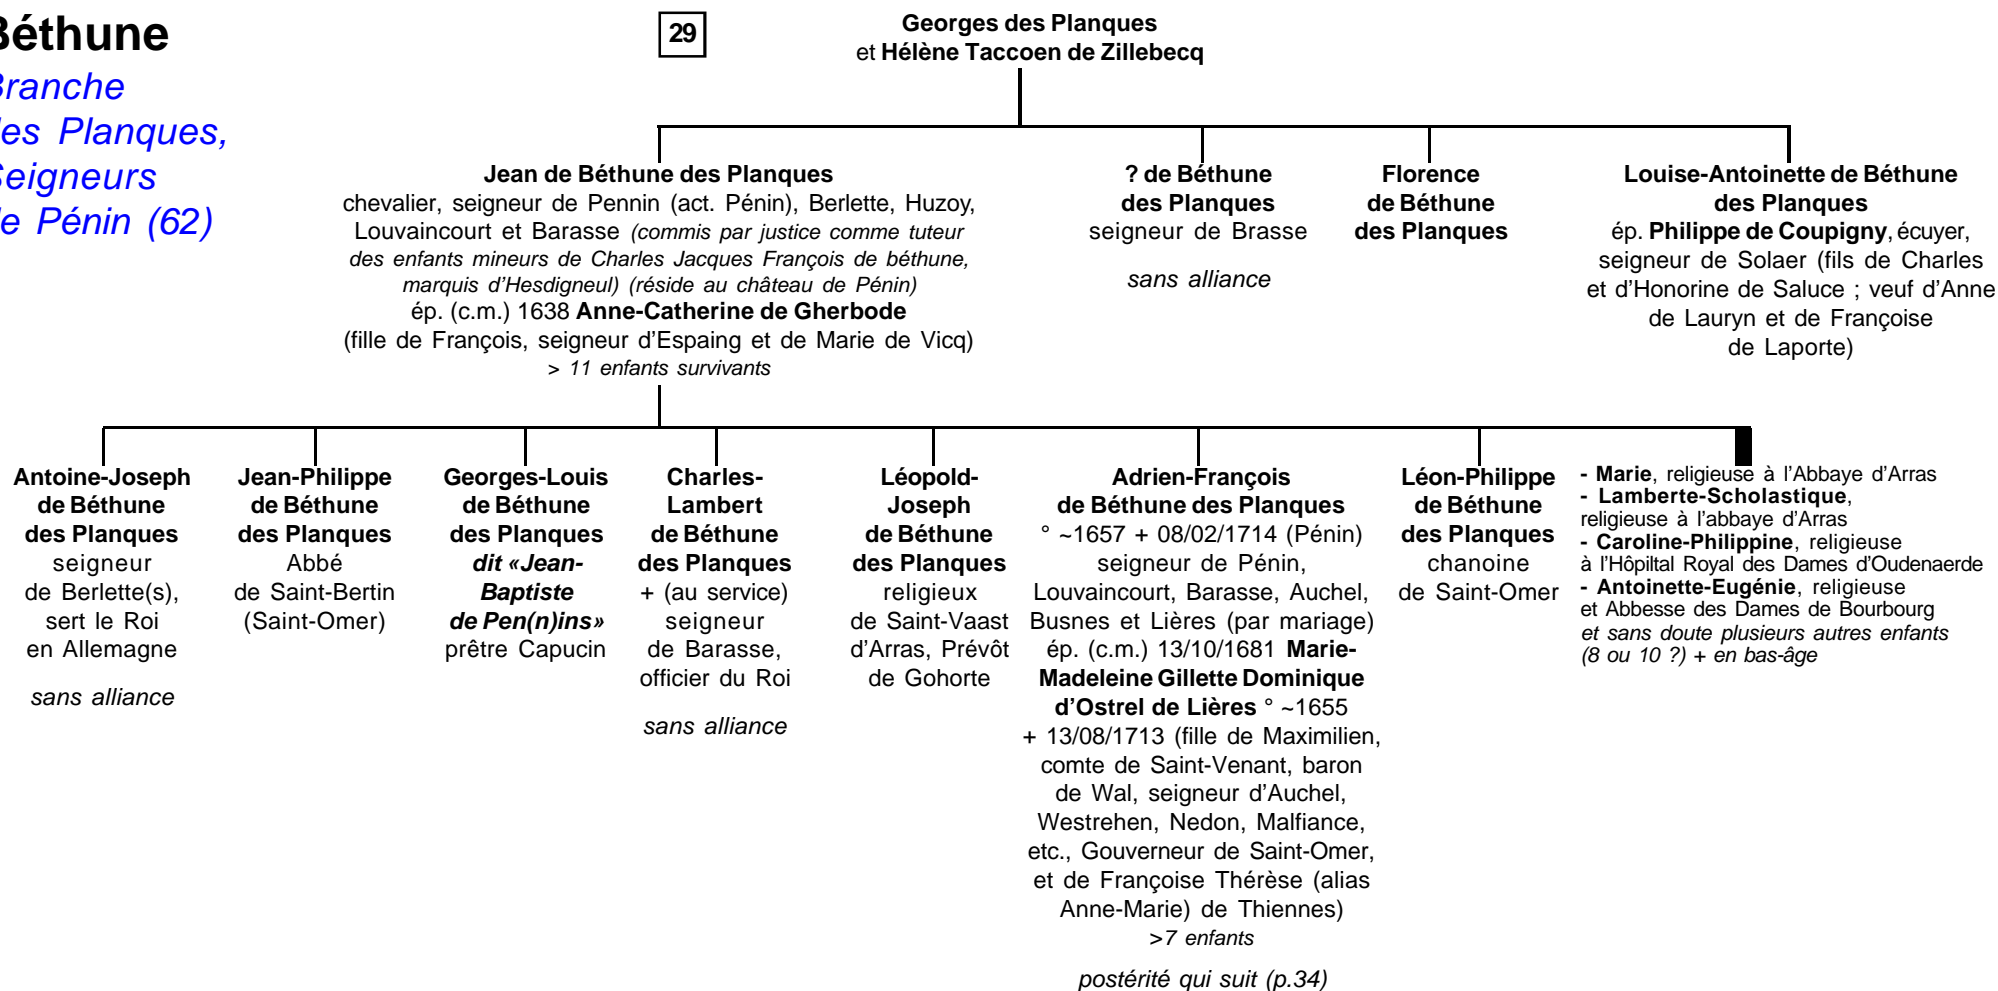 Béthune
Branche
des Planques,
Seigneurs
de Pénin (62)
29
Georges des Planques
et Hélène Taccoen de Zillebecq
Jean de Béthune des Planques
chevalier, seigneur de Pennin (act. Pénin), Berlette, Huzoy,
Louvaincourt et Barasse (commis par justice comme tuteur
des enfants mineurs de Charles Jacques François de béthune,
marquis d'Hesdigneul) (réside au château de Pénin)
ép. (c.m.) 1638 Anne-Catherine de Gherbode
(fille de François, seigneur d'Espaing et de Marie de Vicq)
> 11 enfants survivants
? de Béthune
des Planques
seigneur de Brasse
sans alliance
Florence
de Béthune
des Planques
Louise-Antoinette de Béthune
des Planques
ép. Philippe de Coupigny, écuyer,
seigneur de Solaer (fils de Charles
et d'Honorine de Saluce ; veuf d'Anne
de Lauryn et de Françoise
de Laporte)
Antoine-Joseph
de Béthune
des Planques
seigneur
de Berlette(s),
sert le Roi
en Allemagne
sans alliance
Jean-Philippe
de Béthune
des Planques
Abbé
de Saint-Bertin
(Saint-Omer)
Georges-Louis
de Béthune
des Planques
dit «Jean-
Baptiste
de Pen(n)ins»
prêtre Capucin
Charles-
Lambert
de Béthune
des Planques
+ (au service)
seigneur
de Barasse,
officier du Roi
sans alliance
Léopold-
Joseph
de Béthune
des Planques
religieux
de Saint-Vaast
d'Arras, Prévôt
de Gohorte
Adrien-François
de Béthune des Planques
° ~1657 + 08/02/1714 (Pénin)
seigneur de Pénin,
Louvaincourt, Barasse, Auchel,
Busnes et Lières (par mariage)
ép. (c.m.) 13/10/1681 Marie-
Madeleine Gillette Dominique
d'Ostrel de Lières ° ~1655
+ 13/08/1713 (fille de Maximilien,
comte de Saint-Venant, baron
de Wal, seigneur d'Auchel,
Westrehen, Nedon, Malfiance,
etc., Gouverneur de Saint-Omer,
et de Françoise Thérèse (alias
Anne-Marie) de Thiennes)
>7 enfants
postérité qui suit (p.34)
Léon-Philippe
de Béthune
des Planques
chanoine
de Saint-Omer
- Marie, religieuse à l'Abbaye d'Arras
- Lamberte-Scholastique,
religieuse à l'abbaye d'Arras
- Caroline-Philippine, religieuse
à l'Hôpiltal Royal des Dames d'Oudenaerde
- Antoinette-Eugénie, religieuse
et Abbesse des Dames de Bourbourg
et sans doute plusieurs autres enfants
(8 ou 10 ?) + en bas-âge